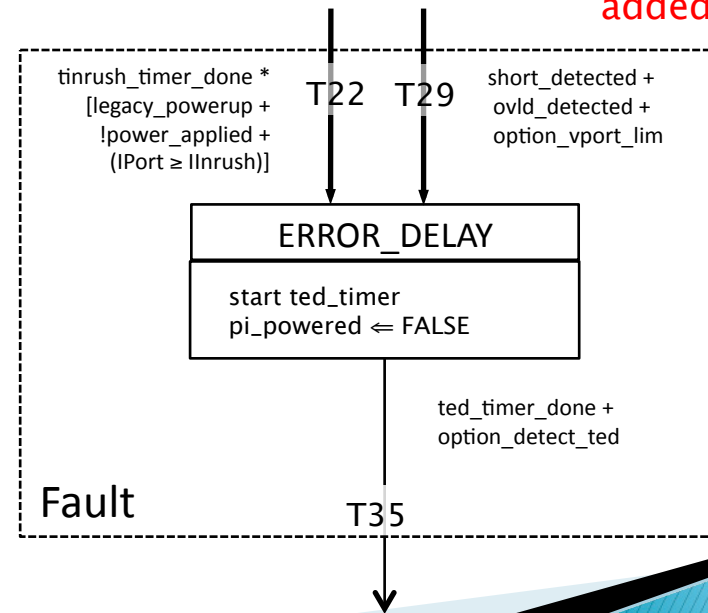 added
tinrush_timer_done *
[legacy_powerup +
!power_applied +
(IPort ≥ IInrush)]
T22
T29
short_detected +
ovld_detected +
option_vport_lim
ERROR_DELAY
start ted_timer
pi_powered ⇐ FALSE
ted_timer_done +
option_detect_ted
Fault
T35